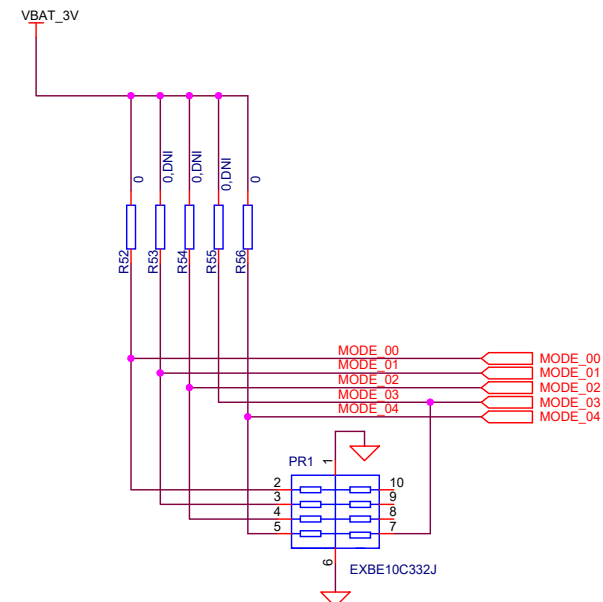 VBAT_3V
0
0,DNI
0,DNI
0,DNI
0
R52
R53
R54
R55
R56
MODE_00
MODE_00
MODE_01
MODE_01
MODE_02
MODE_02
MODE_03
MODE_03
MODE_04
MODE_04
PR1
1
2
10
3
9
4
8
5
7
6
EXBE10C332J